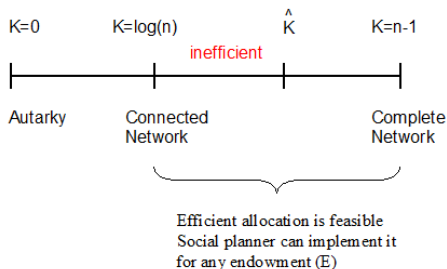 K=0 K=log(n) ^K K=n-1
inefficient
Autarky Connected Complete
Network Network
Efficient allocation is feasible
Social planner can implement it
for any endowment (E)